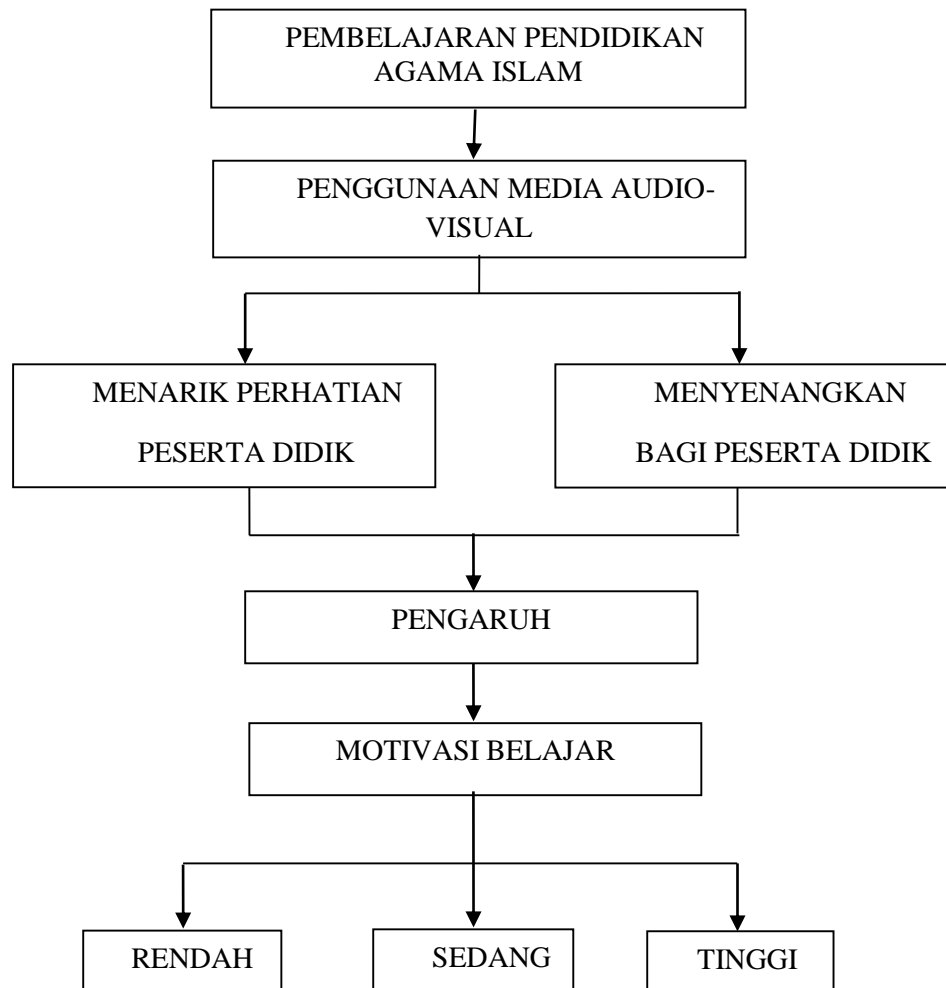 PEMBELAJARAN PENDIDIKAN
AGAMA ISLAM
PENGGUNAAN MEDIA AUDIO-
VISUAL
MENARIK PERHATIAN
PESERTA DIDIK
MENYENANGKAN
BAGI PESERTA DIDIK
PENGARUH
MOTIVASI BELAJAR
RENDAH
SEDANG
TINGGI